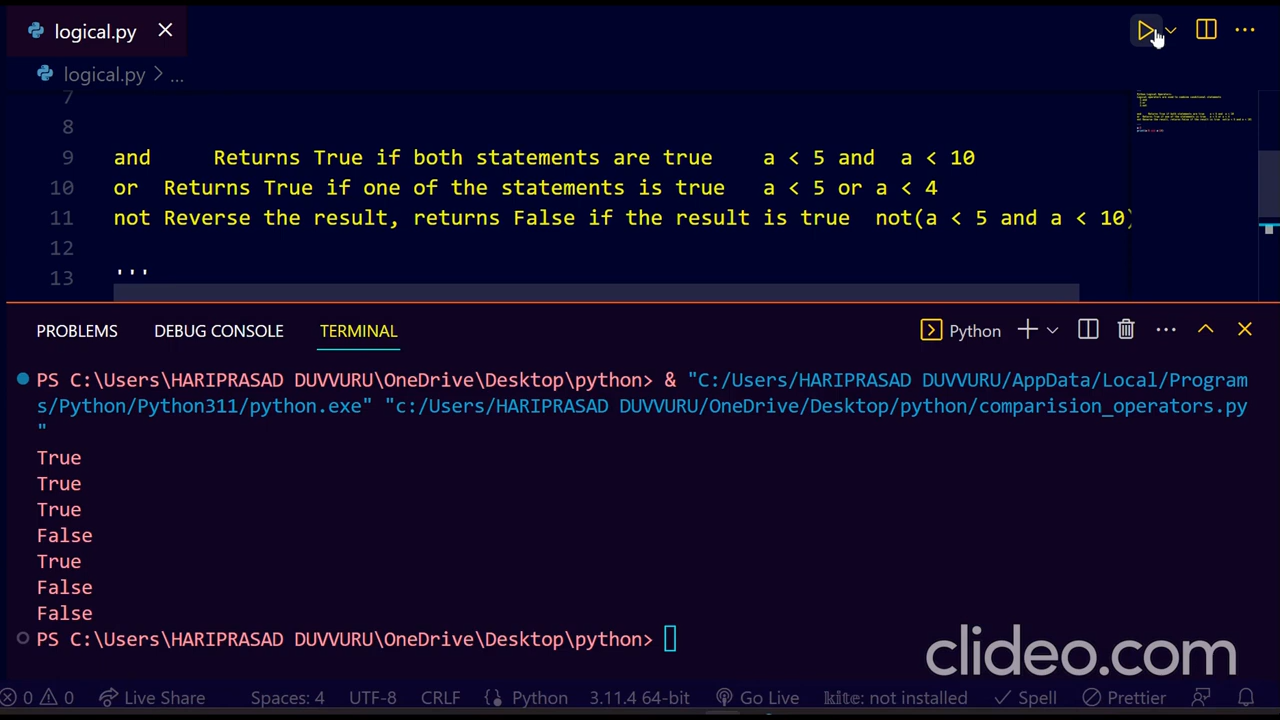 logical.py
logical.py > ...
7
8
9 and Returns True if both statements are true a < 5 and a < 10
10 or Returns True if one of the statements is true a < 5 or a < 4
11 not Reverse the result, returns False if the result is true not(a < 5 and a < 10)
12
13 '''
PROBLEMS DEBUG CONSOLE TERMINAL Python
PS C:\Users\HARIPRASAD DUVVURU\OneDrive\Desktop\python> & "C:/Users/HARIPRASAD DUVVURU/AppData/Local/Program
s/Python/Python311/python.exe" "c:/Users/HARIPRASAD DUVVURU/OneDrive/Desktop/python/comparision_operators.py
"
True
True
True
False
True
False
False
PS C:\Users\HARIPRASAD DUVVURU\OneDrive\Desktop\python>
clideo.com
0 0 Live Share Spaces: 4 UTF-8 CRLF Python 3.11.4 64-bit Go Live kite: not installed Spell Prettier